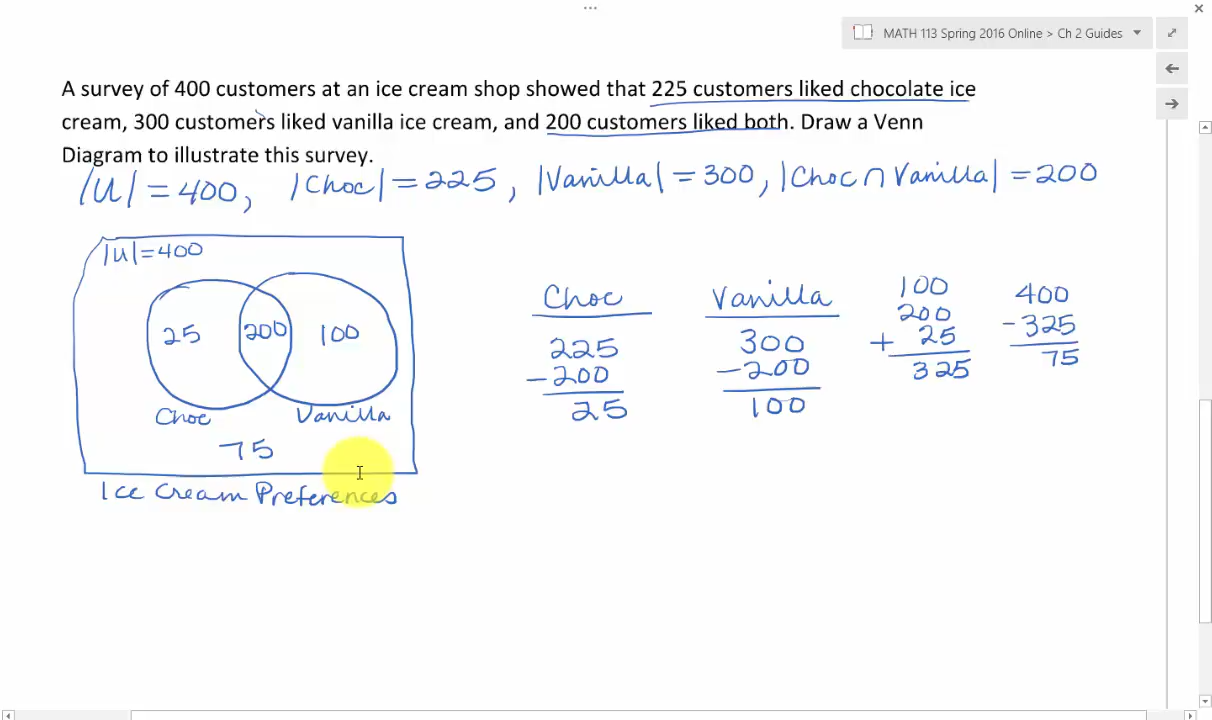 MATH 113 Spring 2016 Online > Ch 2 Guides
A survey of 400 customers at an ice cream shop showed that 225 customers liked chocolate ice
cream, 300 customers liked vanilla ice cream, and 200 customers liked both. Draw a Venn
Diagram to illustrate this survey.
|U| = 400, |Choc| = 225, |Vanilla| = 300, |Choc ∩ Vanilla| = 200
|U| = 400
25 200 100
Choc Vanilla
75
Ice Cream Preferences
Choc
225
- 200
25
Vanilla
300
- 200
100
100
200
+ 25
325
400
- 325
75